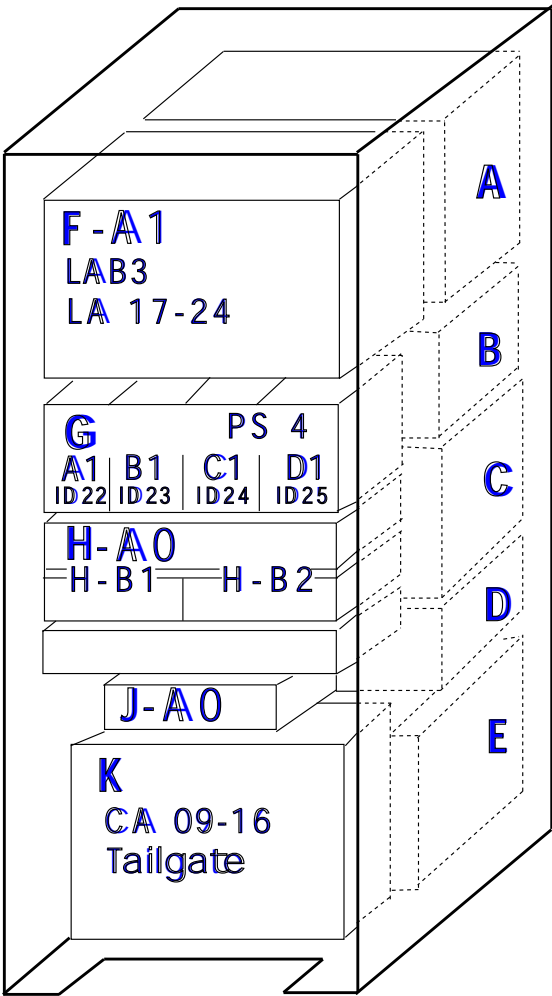 F-A1
LAB3
LA 17-24
A
B
G PS 4
A1 B1 C1 D1
ID22 ID23 ID24 ID25
C
H-A0
H-B1 H-B2
D
J-A0
E
K
CA 09-16
Tailgate